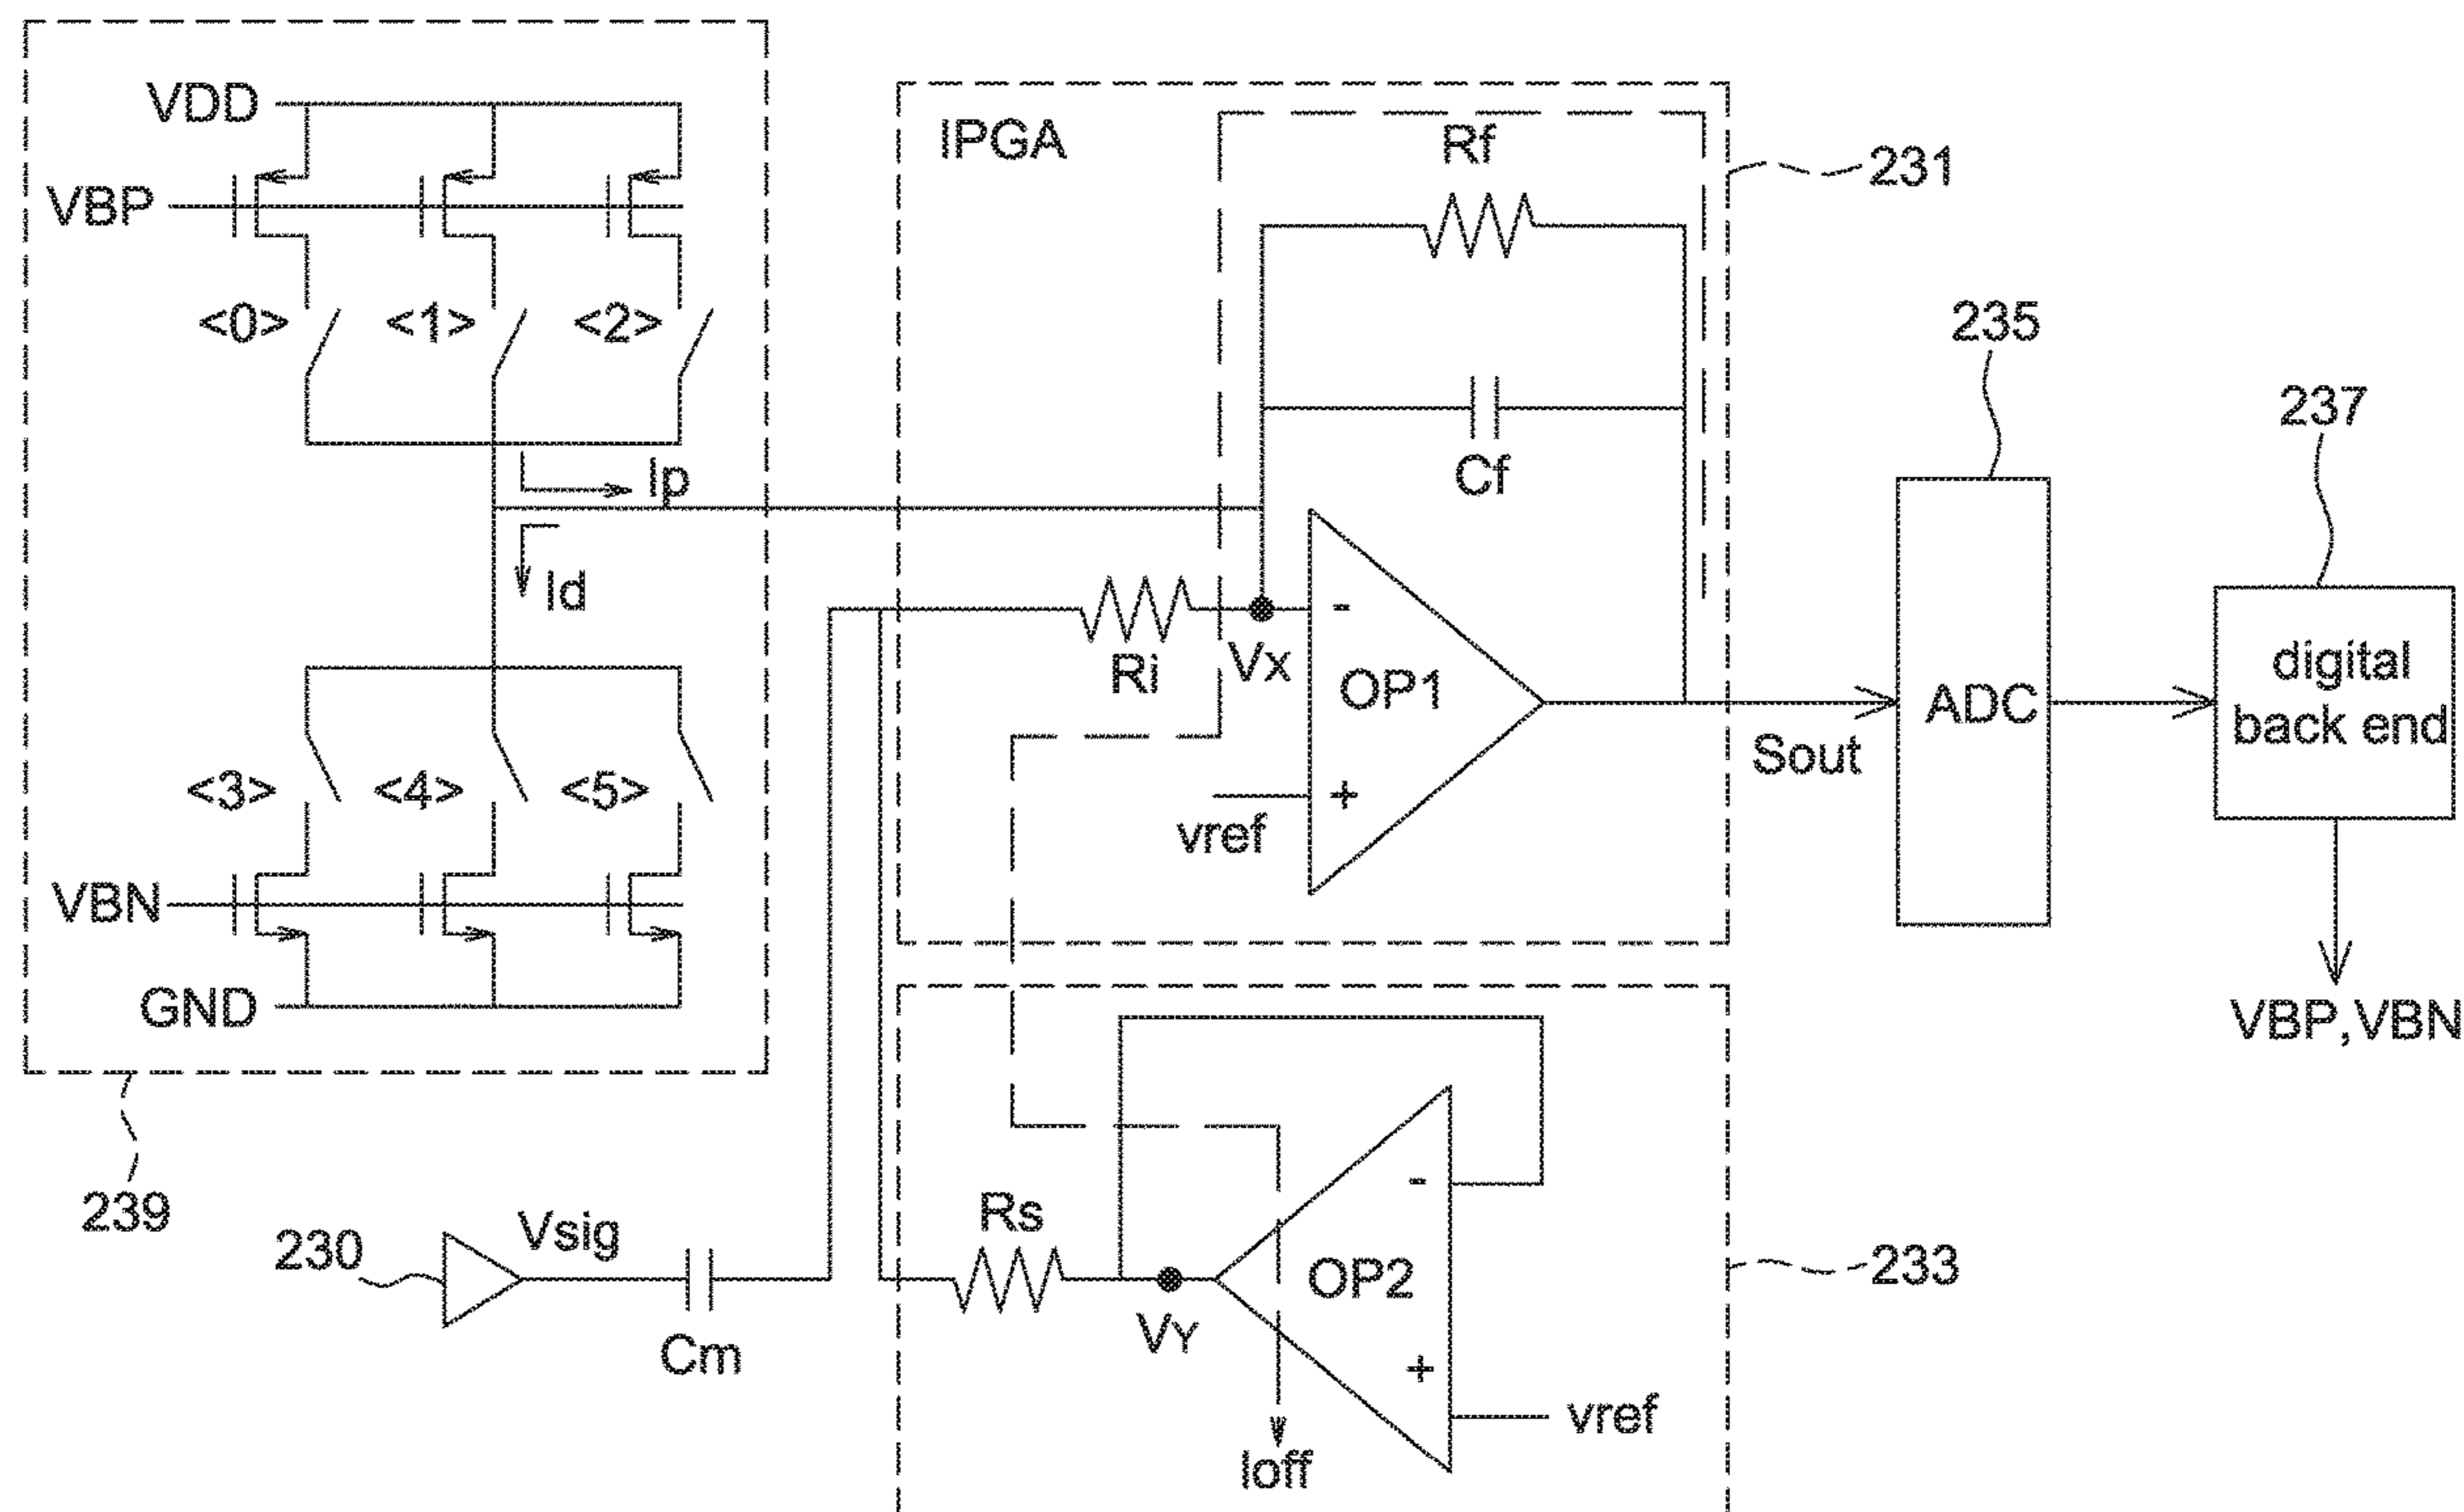 VDD
VBP
<0>
<1>
<2>
Ip
Id
<3>
<4>
<5>
VBN
GND
239
230
Vsig
Cm
IPGA
Rf
231
Cf
Ri
Vx
-
OP1
+
vref
Sout
235
ADC
237
digital
back end
VBP,VBN
Rs
VY
-
OP2
+
vref
Ioff
233